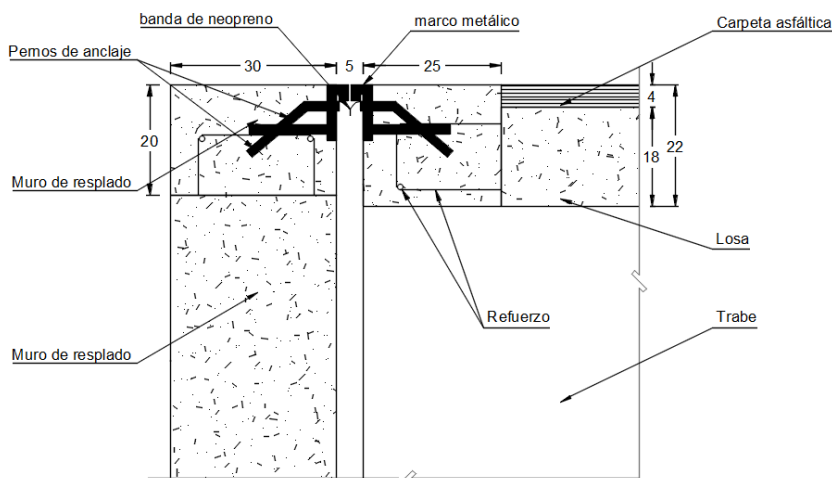 banda de neopreno
marco metálico
Carpeta asfáltica
Pernos de anclaje
30
5
25
4
20
18
22
Muro de resplado
Losa
Refuerzo
Trabe
Muro de resplado